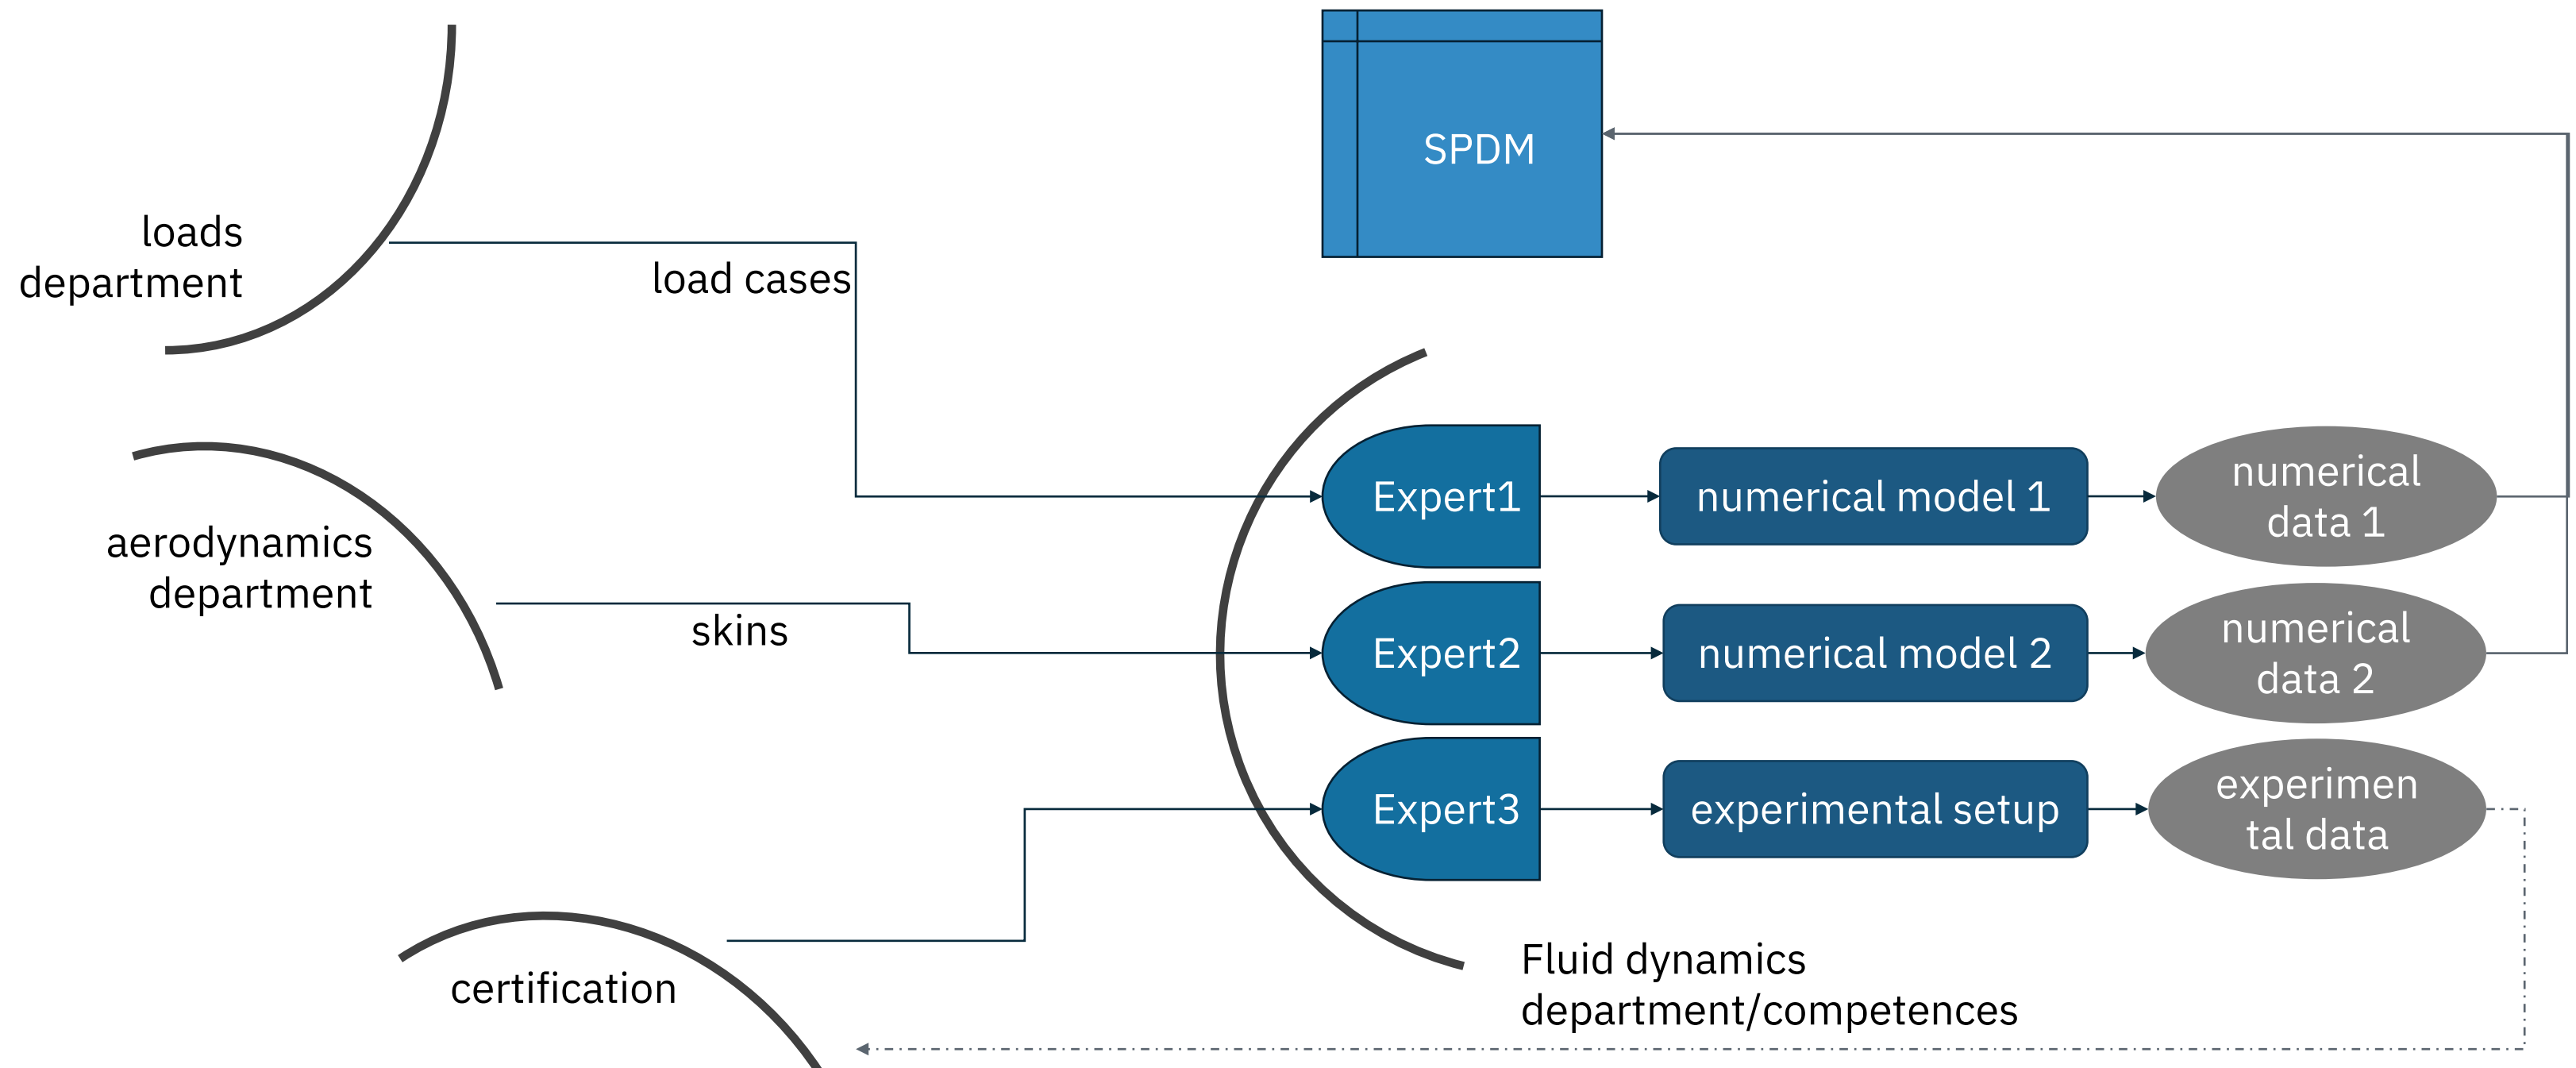 SPDM
loads
department
load cases
Expert1
numerical model 1
numerical
data 1
aerodynamics
department
skins
Expert2
numerical model 2
numerical
data 2
Expert3
experimental setup
experimen
tal data
certification
Fluid dynamics
department/competences